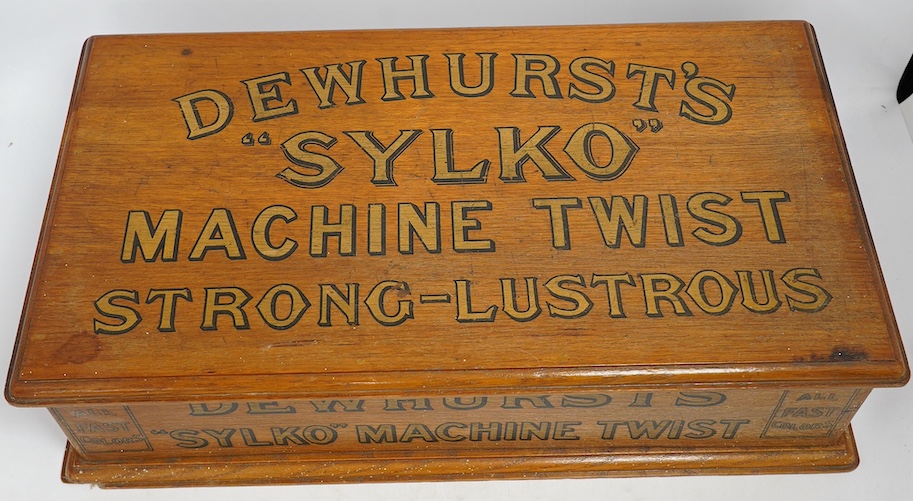 DEWHURST'S
"SYLKO"
MACHINE TWIST
STRONG-LUSTROUS
DEWHURST'S
"SYLKO" MACHINE TWIST
ALL
FAST
COLOURS
ALL
FAST
COLOURS